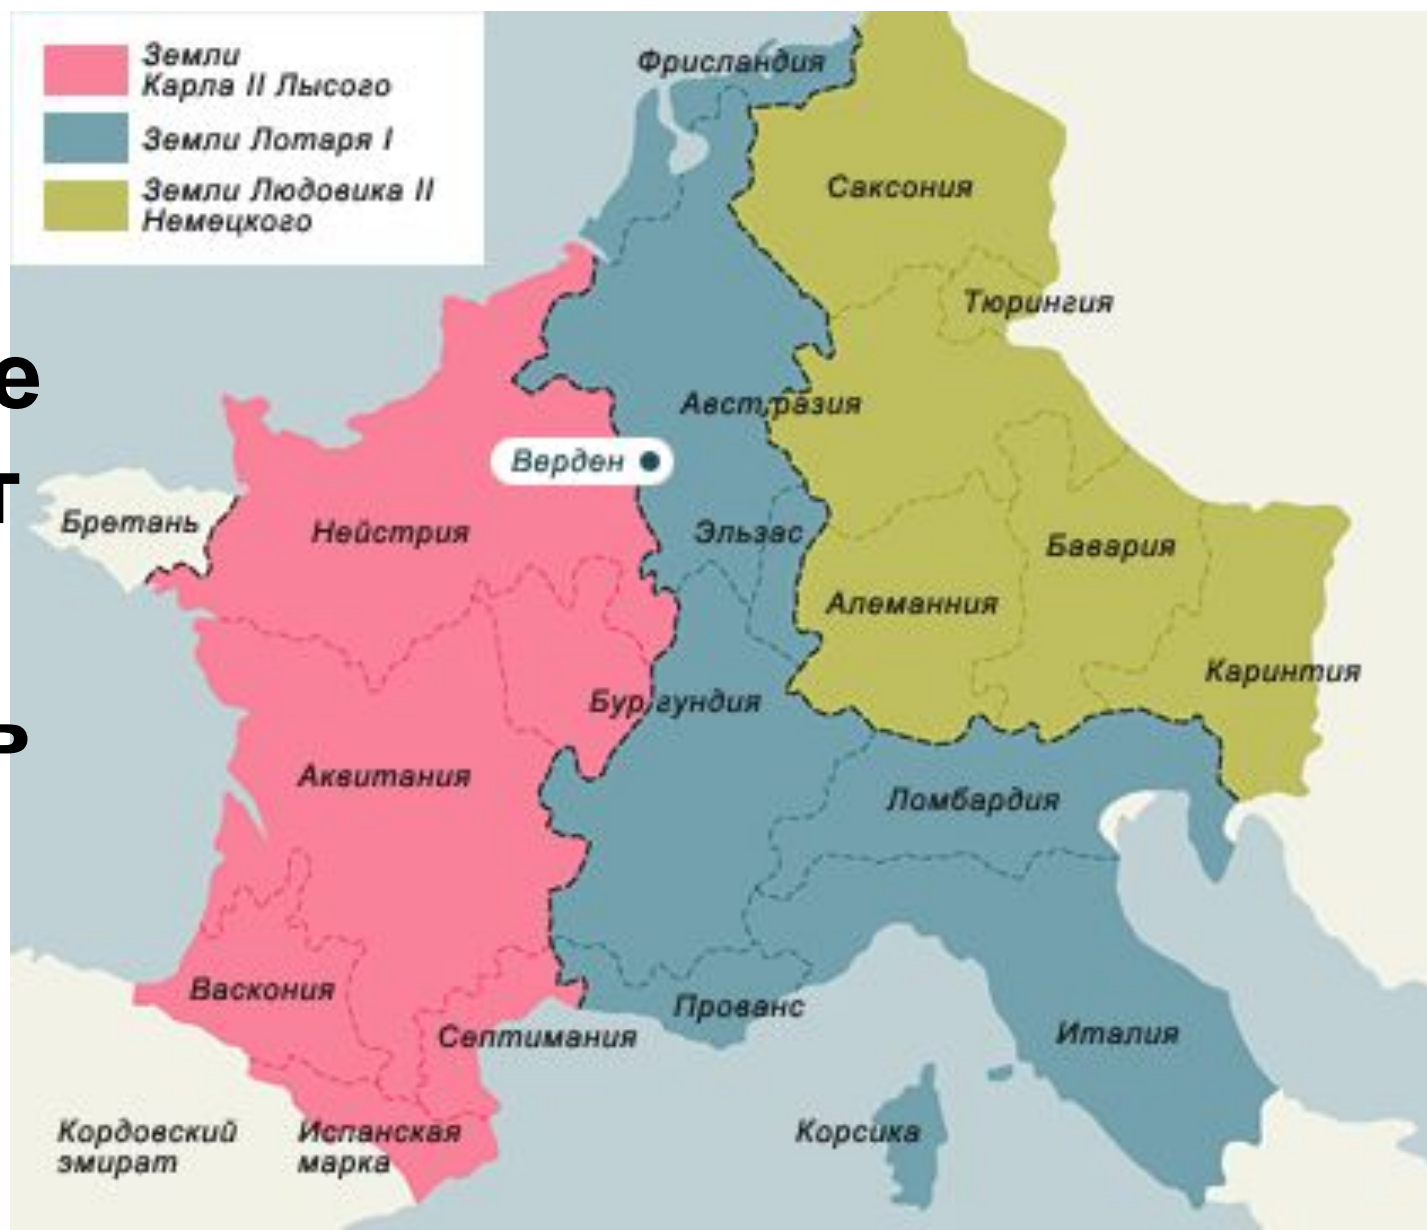 Земли
Карла II Лысого
Земли Лотаря I
Земли Людовика II
Немецкого
Фрисландия
Саксония
Тюрингия
е
Австразия
Верден
т
Бретань
Нейстрия
Эльзас
Бавария
Алеманния
Каринтия
Бургундия
ь
Аквитания
Ломбардия
Васкония
Прованс
Септимания
Италия
Кордовский
эмират
Испанская
марка
Корсика